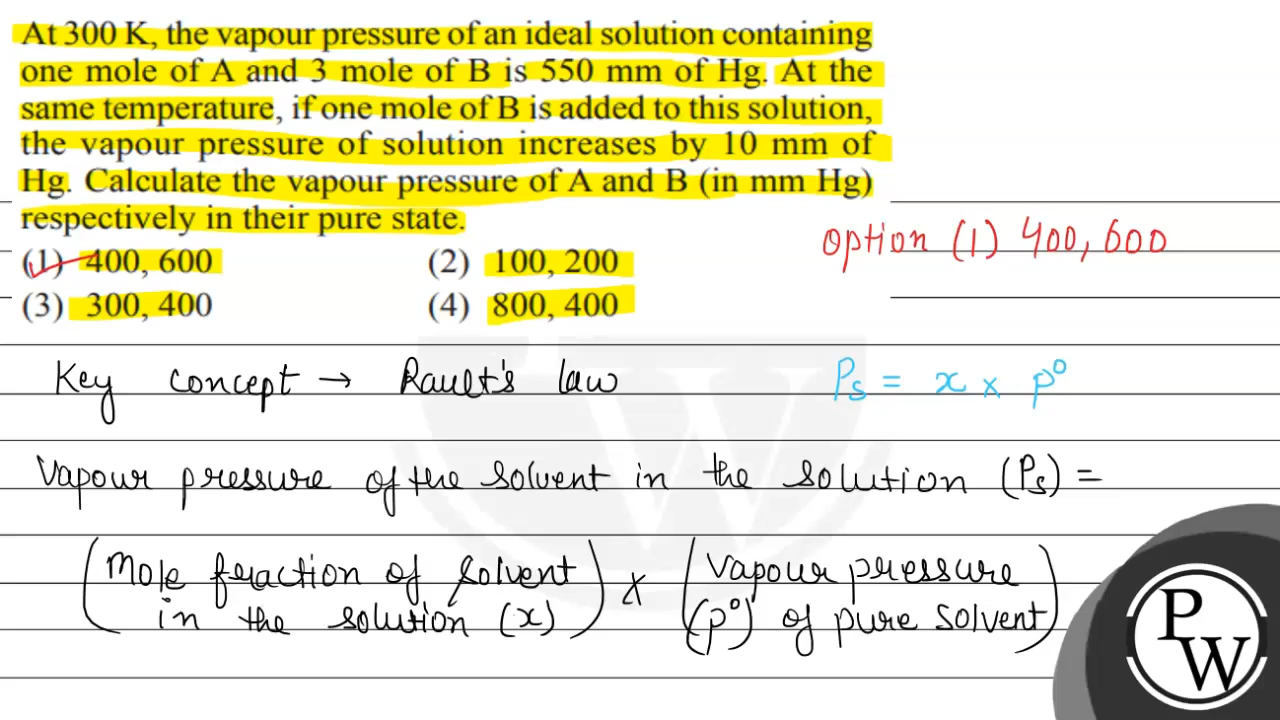 At 300 K, the vapour pressure of an ideal solution containing
one mole of A and 3 mole of B is 550 mm of Hg. At the
same temperature, if one mole of B is added to this solution,
the vapour pressure of solution increases by 10 mm of
Hg. Calculate the vapour pressure of A and B (in mm Hg)
respectively in their pure state.
(1) 400, 600 (2) 100, 200
(3) 300, 400 (4) 800, 400
option (1) 400, 600
Key concept → Rault's law
Ps = x × p⁰
Vapour pressure of the solvent in the solution (Ps) =
(Mole fraction of solvent in the solution (x)) × (Vapour pressure (p⁰) of pure solvent)
P
W